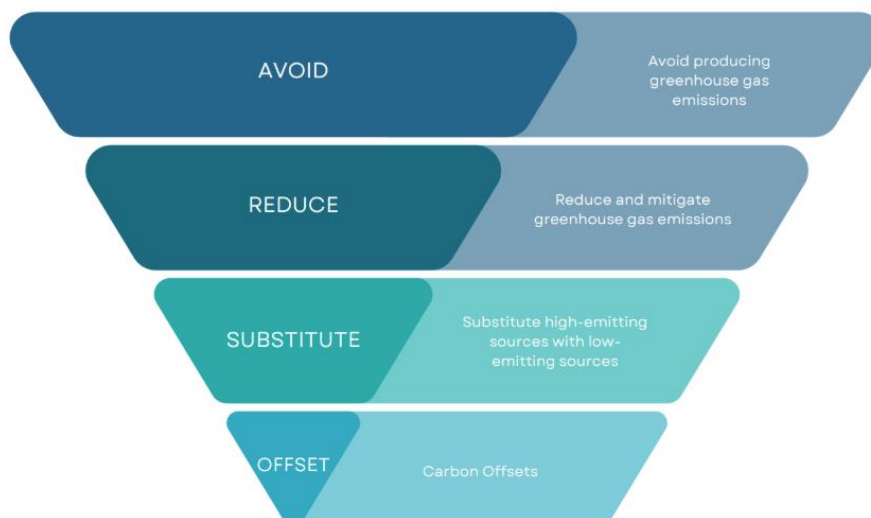 AVOID
Avoid producing
greenhouse gas
emissions
REDUCE
Reduce and mitigate
greenhouse gas emissions
SUBSTITUTE
Substitute high-emitting
sources with low-
emitting sources
OFFSET
Carbon Offsets